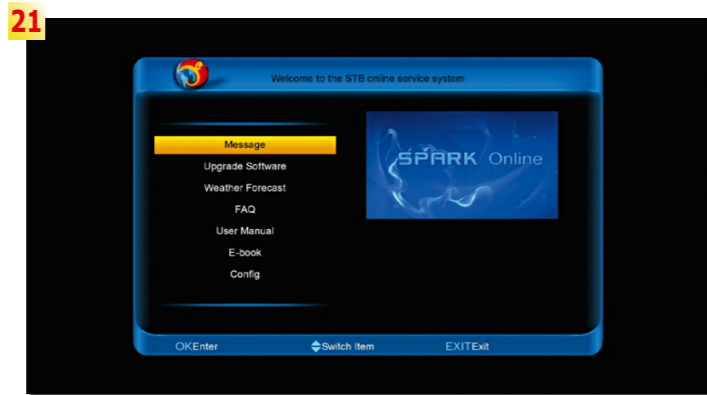 21
Welcome to the STB online service system
Message
SPARK Online
Upgrade Software
Weather Forecast
FAQ
User Manual
E-book
Config
OKEnter Switch Item EXITExit